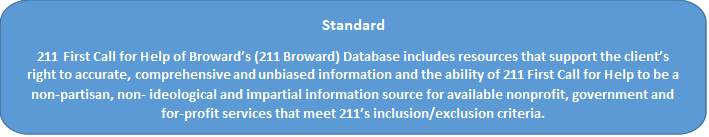 Standard
211 First Call for Help of Broward's (211 Broward) Database includes resources that support the client's
right to accurate, comprehensive and unbiased information and the ability of 211 First Call for Help to be a
non-partisan, non- ideological and impartial information source for available nonprofit, government and
for-profit services that meet 211's inclusion/exclusion criteria.